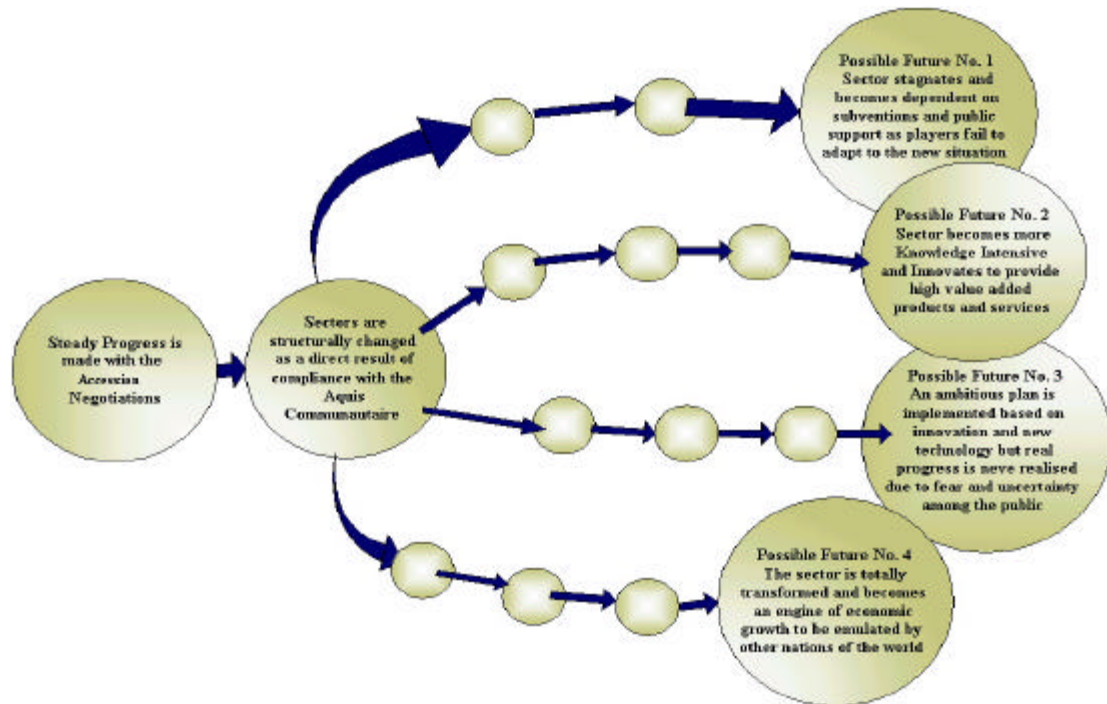 Steady Progress is
made with the
Accession
Negotiations
Sectors are
structurally changed
as a direct result of
compliance with the
Aquis
Communautaire
Possible Future No. 1
Sector stagnates and
becomes dependent on
subventions and public
support as players fail to
adapt to the new situation
Possible Future No. 2
Sector becomes more
Knowledge Intensive
and Innovates to provide
high value added
products and services
Possible Future No. 3
An ambitious plan is
implemented based on
innovation and new
technology but real
progress is neve realised
due to fear and uncertainty
among the public
Possible Future No. 4
The sector is totally
transformed and becomes
an engine of economic
growth to be emulated by
other nations of the world